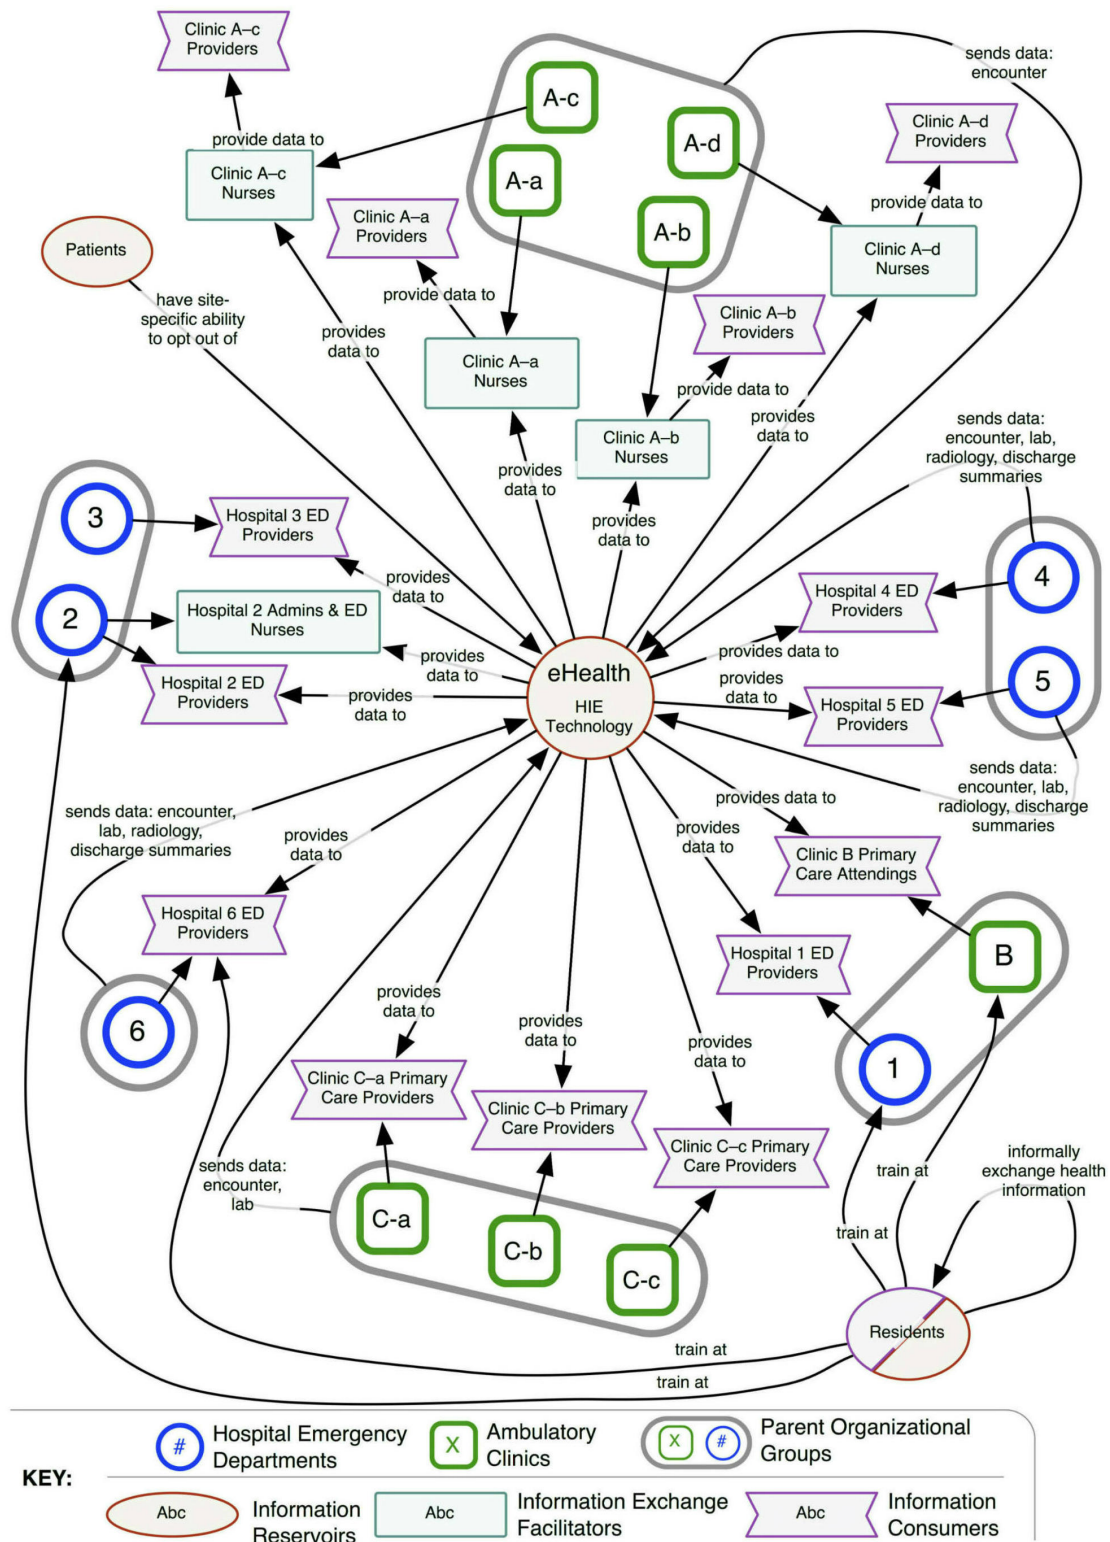 Clinic A–c
Providers
sends data:
encounter
A-c
A-d
Clinic A–d
Providers
provide data to
Clinic A–c
Nurses
A-a
provide data to
Clinic A–a
Providers
A-b
Clinic A–d
Nurses
Patients
have site-
specific ability
to opt out of
provide data to
Clinic A–b
Providers
provides
data to
Clinic A–a
Nurses
provide data to
provides
data to
Clinic A–b
Nurses
sends data:
encounter, lab,
radiology, discharge
summaries
provides
data to
provides
data to
3
Hospital 3 ED
Providers
provides
data to
4
Hospital 4 ED
Providers
2
Hospital 2 Admins & ED
Nurses
provides
data to
provides data to
eHealth
HIE
Technology
Hospital 2 ED
Providers
provides
data to
provides
data to
5
Hospital 5 ED
Providers
sends data:
encounter, lab,
radiology, discharge
summaries
provides data to
sends data: encounter,
lab, radiology,
discharge summaries
provides
data to
provides
data to
Clinic B Primary
Care Attendings
Hospital 6 ED
Providers
Hospital 1 ED
Providers
B
6
provides
data to
provides
data to
provides
data to
1
Clinic C–a Primary
Care Providers
Clinic C–b Primary
Care Providers
Clinic C–c Primary
Care Providers
sends data:
encounter,
lab
train at
informally
exchange health
information
C-a
C-b
C-c
train at
Residents
train at
train at
KEY:
#
Hospital Emergency
Departments
X
Ambulatory
Clinics
X
#
Parent Organizational
Groups
Abc
Information
Reservoirs
Abc
Information Exchange
Facilitators
Abc
Information
Consumers